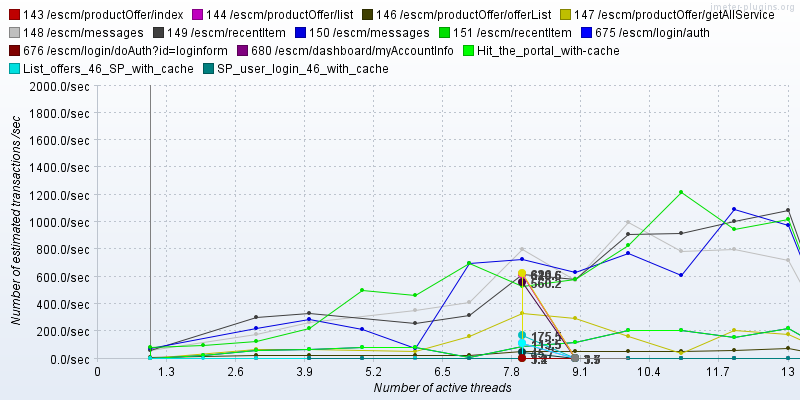 jmeter-plugins.org
143 /escm/productOffer/index 144 /escm/productOffer/list 146 /escm/productOffer/offerList 147 /escm/productOffer/getAllService
148 /escm/messages 149 /escm/recentItem 150 /escm/messages 151 /escm/recentItem 675 /escm/login/auth
676 /escm/login/doAuth?id=loginform 680 /escm/dashboard/myAccountInfo Hit_the_portal_with-cache
List_offers_46_SP_with_cache SP_user_login_46_with_cache
Number of estimated transactions /sec
2000.0/sec
1800.0/sec
1600.0/sec
1400.0/sec
1200.0/sec
1000.0/sec
800.0/sec
600.0/sec
400.0/sec
200.0/sec
0.0/sec
560.2
175.5
0 1.3 2.6 3.9 5.2 6.5 7.8 9.1 10.4 11.7 13
Number of active threads